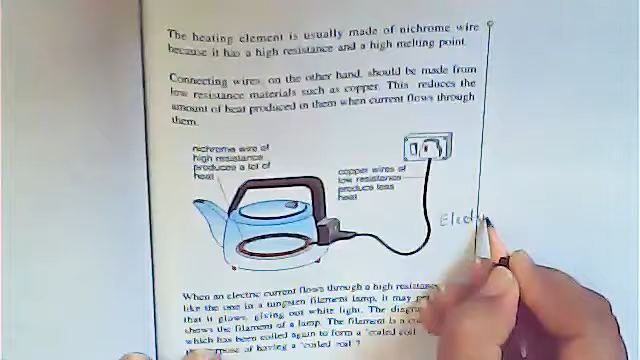 The heating element is usually made of nichrome wire
because it has a high resistance and a high melting point.
Connecting wires, on the other hand, should be made from
low resistance materials such as copper. This reduces the
amount of heat produced in them when current flows through
them.
nichrome wire of
high resistance
produces a lot of
heat
copper wires of
low resistance
produce less
heat
Elect
When an electric current flows through a high resistance
like the one in a tungsten filament lamp, it may
that it glows, giving out white light. The
shows the filament of a lamp. The filament is a
which has been coiled again to form a 'coiled coil
of having a 'coiled coil'?